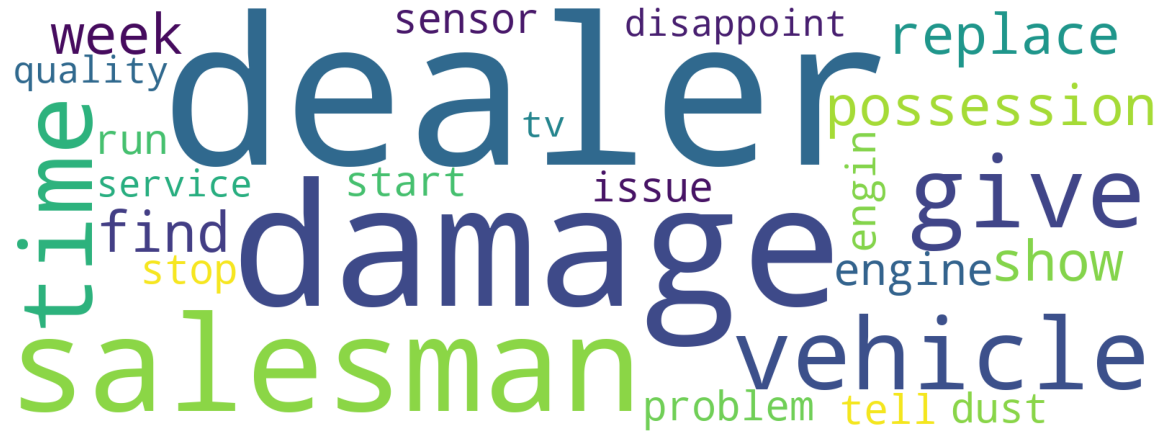 week
sensor
disappoint
replace
quality
dealer
tv
possession
time
run
service
start
issue
engin
give
find
damage
stop
engine
show
salesman
vehicle
problem
tell
dust